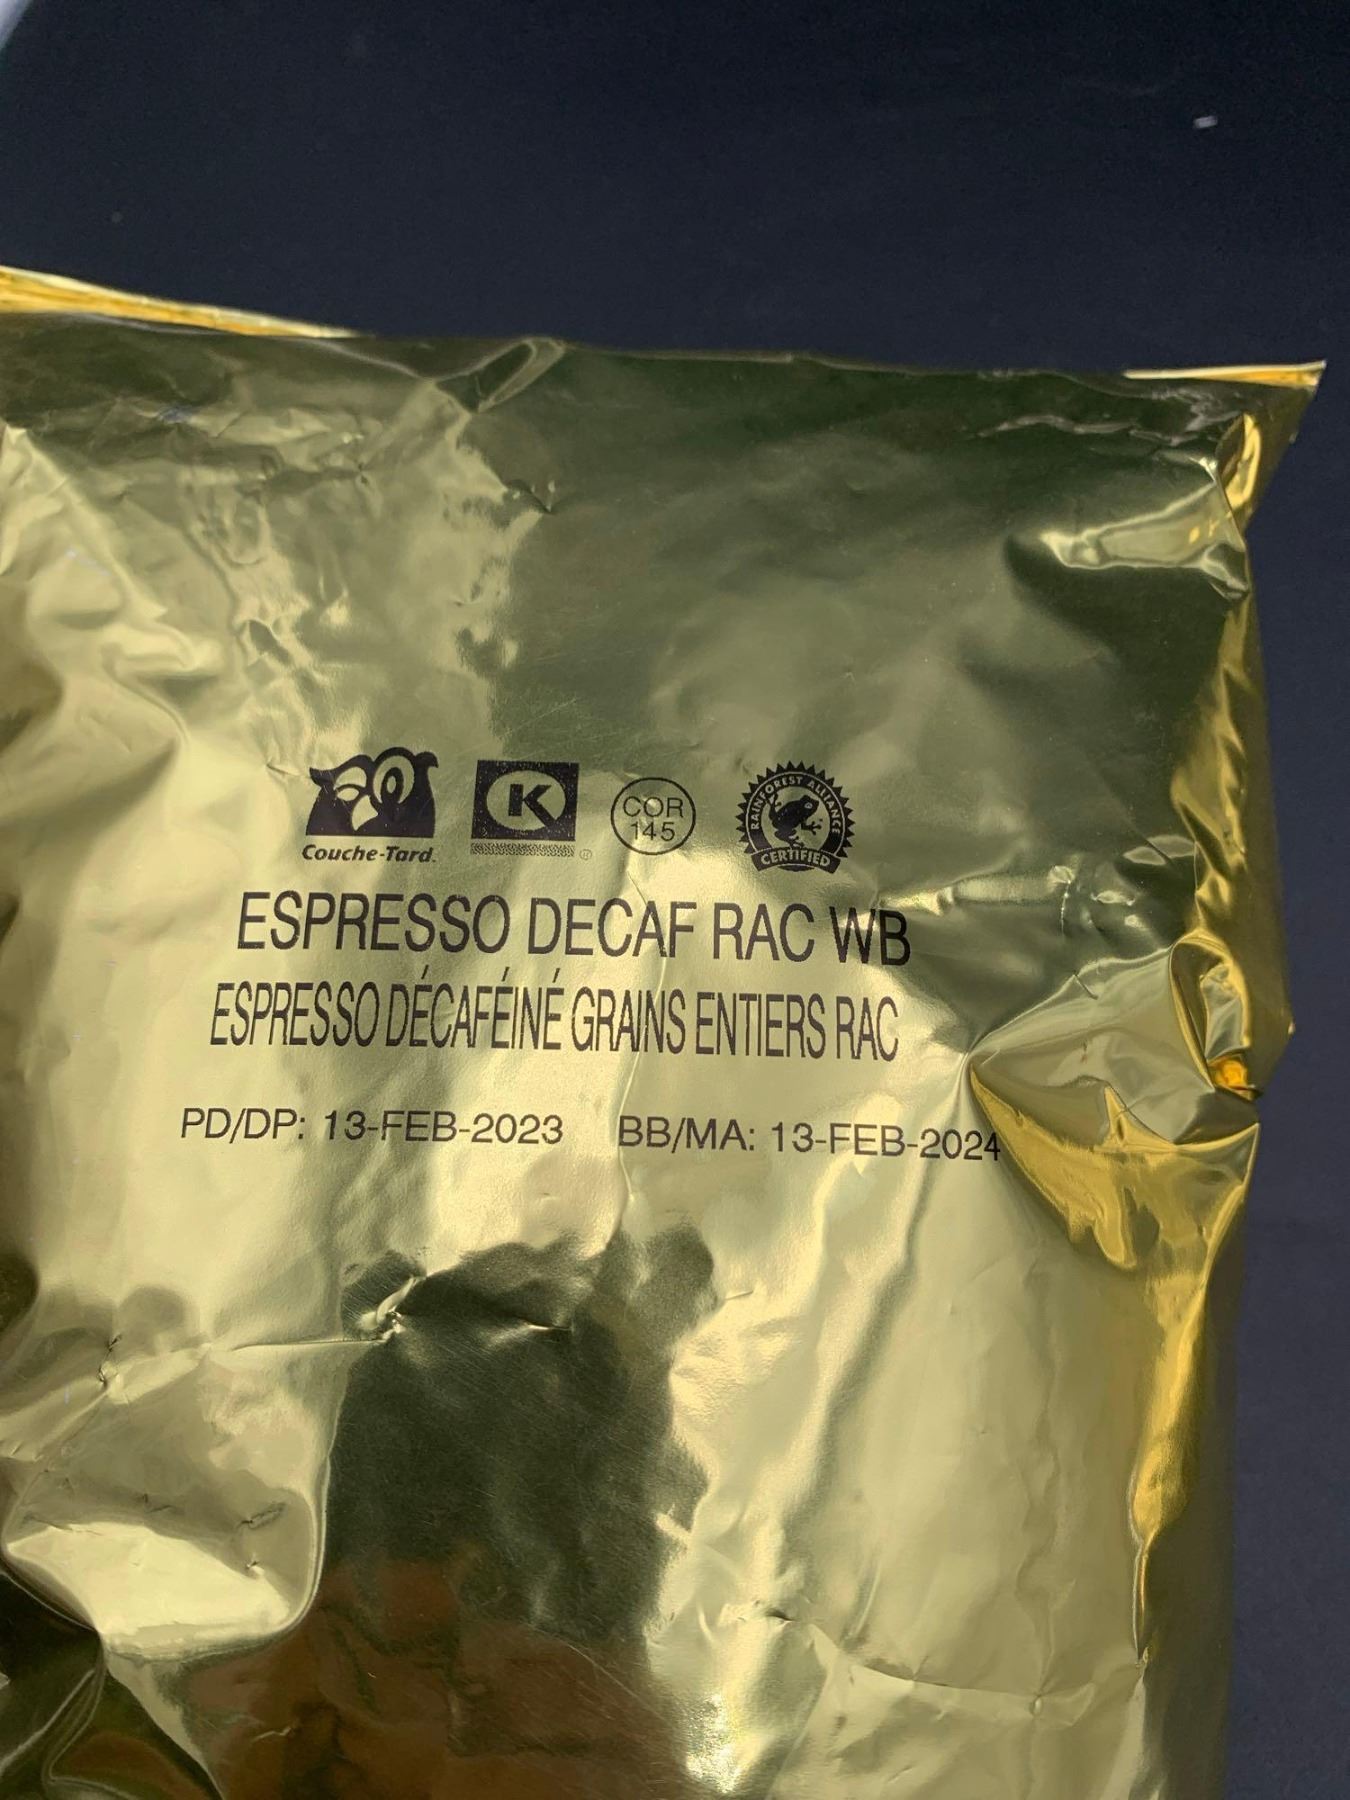 Couche-Tard.
K
COR
145
RAINFOREST ALLIANCE
CERTIFIED
ESPRESSO DECAF RAC WB
ESPRESSO DÉCAFÉINÉ GRAINS ENTIERS RAC
PD/DP: 13-FEB-2023 BB/MA: 13-FEB-2024